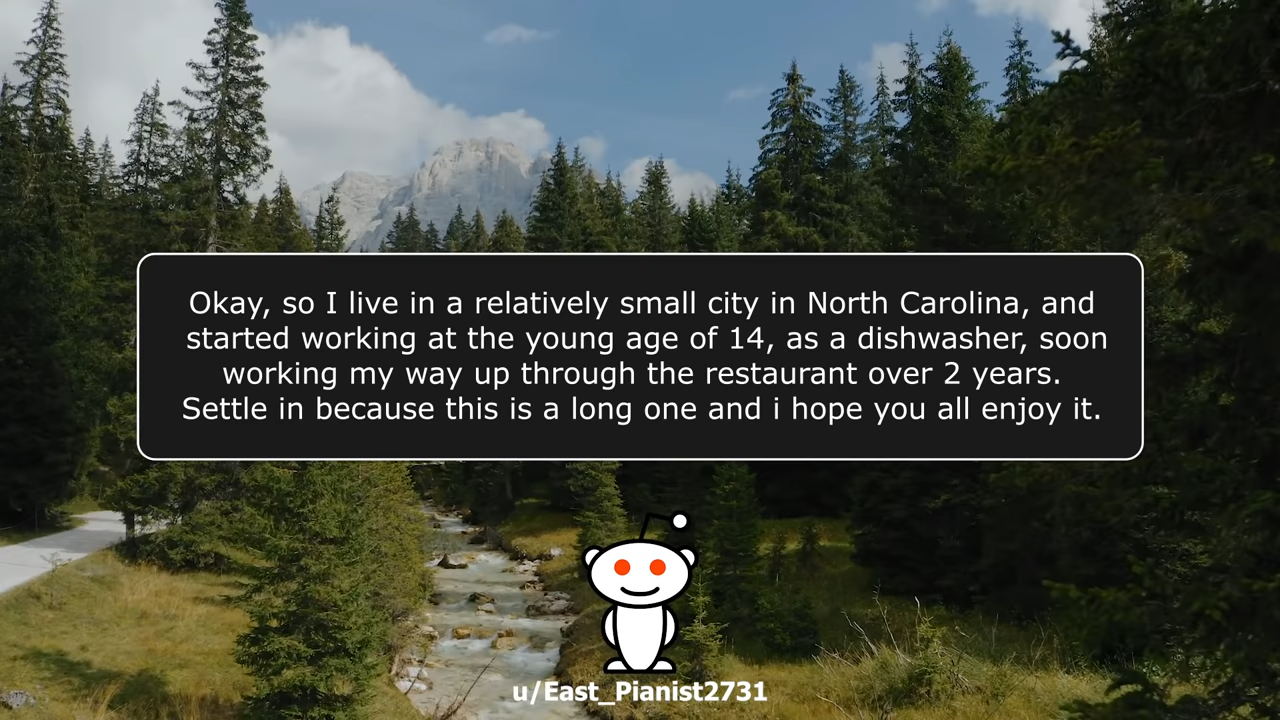 Okay, so I live in a relatively small city in North Carolina, and
started working at the young age of 14, as a dishwasher, soon
working my way up through the restaurant over 2 years.
Settle in because this is a long one and i hope you all enjoy it.
u/East_Pianist2731